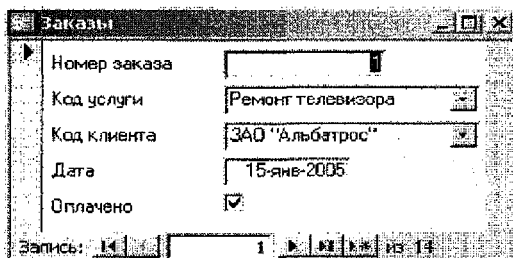 Заказы
Номер заказа 1
Код услуги Ремонт телевизора
Код клиента ЗАО "Альбатрос"
Дата 15-янв-2005
Оплачено
Запись: 1 из 14